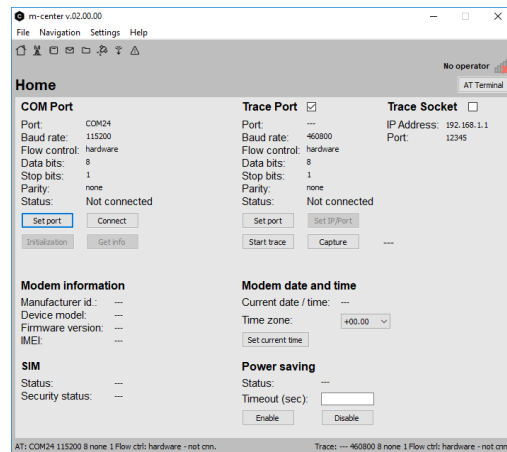 m-center v.02.00.00
File Navigation Settings Help
No operator
Home
AT Terminal
COM Port
Port: COM24
Baud rate: 115200
Flow control: hardware
Data bits: 8
Stop bits: 1
Parity: none
Status: Not connected
Set port Connect
Initialization Get info
Trace Port
Port: ---
Baud rate: 460800
Flow control: hardware
Data bits: 8
Stop bits: 1
Parity: none
Status: Not connected
Set port Set IP/Port
Start trace Capture ---
Trace Socket
IP Address: 192.168.1.1
Port: 12345
Modem information
Manufacturer id.: ---
Device model: ---
Firmware version: ---
IMEI: ---
Modem date and time
Current date / time: ---
Time zone: +00.00
Set current time
SIM
Status: ---
Security status: ---
Power saving
Status: ---
Timeout (sec):
Enable Disable
AT: COM24 115200 8 none 1 Flow ctrl: hardware - not cnn.
Trace: --- 460800 8 none 1 Flow ctrl: hardware - not cnn